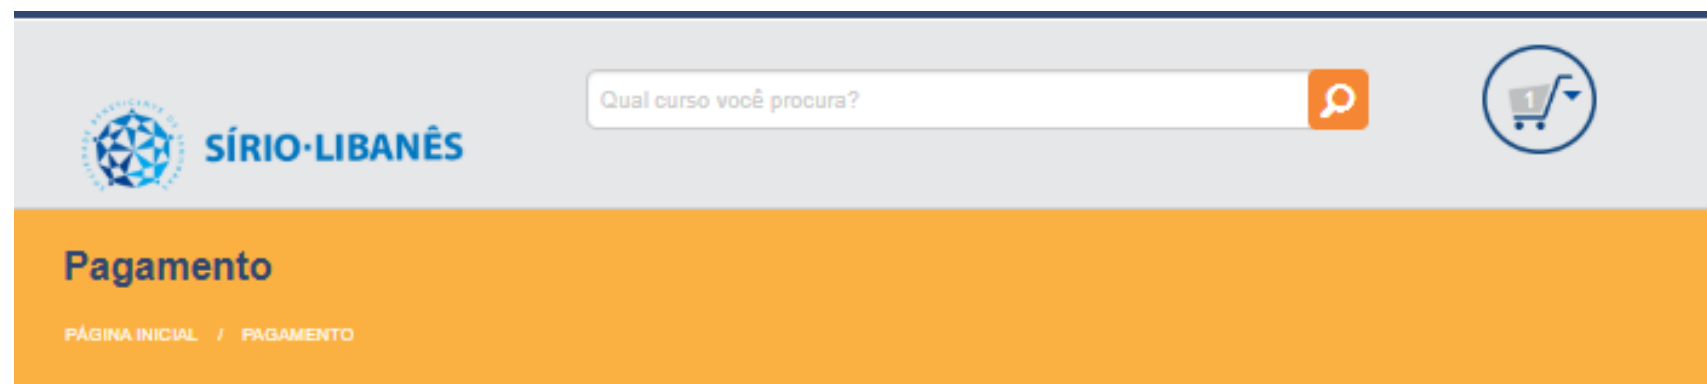 Qual curso você procura?
1
SÍRIO·LIBANÊS
Pagamento
PÁGINA INICIAL / PAGAMENTO